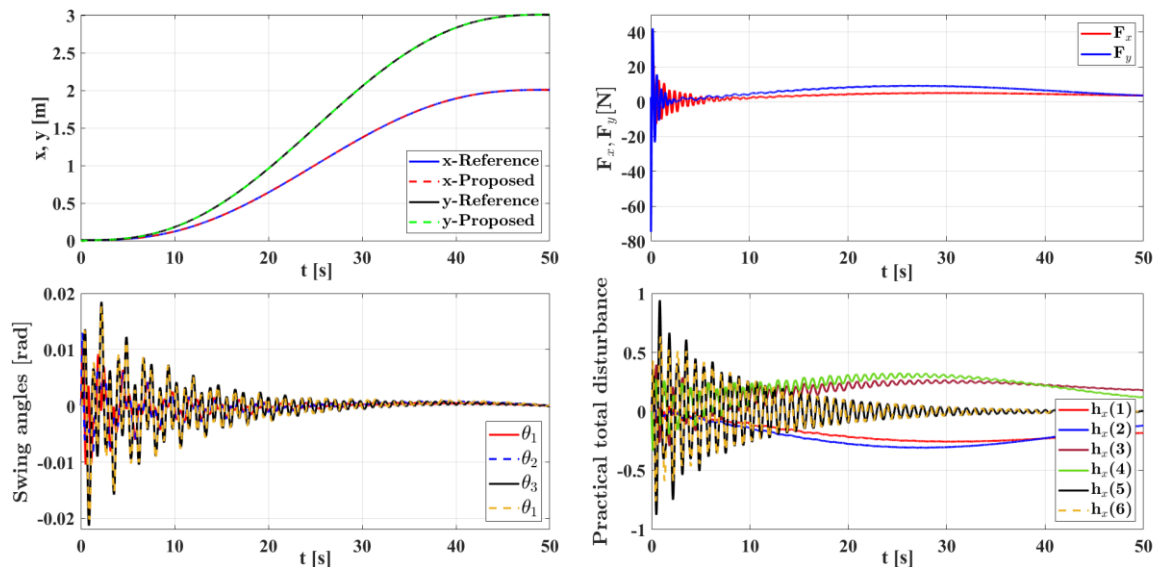 3
2.5
2
1.5
1
0.5
0
x, y [m]
x-Reference
x-Proposed
y-Reference
y-Proposed
0 10 20 30 40 50
t [s]
40
20
0
-20
-40
-60
-80
F_x, F_y [N]
F_x
F_y
0 10 20 30 40 50
t [s]
0.02
0.01
0
-0.01
-0.02
Swing angles [rad]
θ_1
θ_2
θ_3
θ_1
0 10 20 30 40 50
t [s]
1
0.5
0
-0.5
-1
Practical total disturbance
h_x(1)
h_x(2)
h_x(3)
h_x(4)
h_x(5)
h_x(6)
0 10 20 30 40 50
t [s]